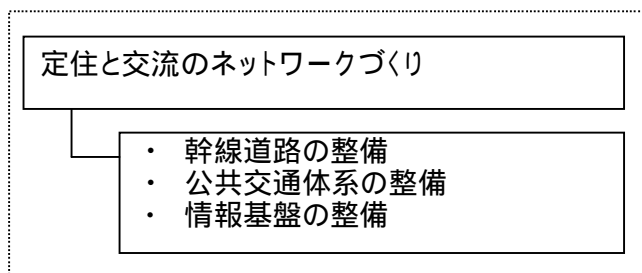 定住と交流のネットワークづくり
・ 幹線道路の整備
・ 公共交通体系の整備
・ 情報基盤の整備